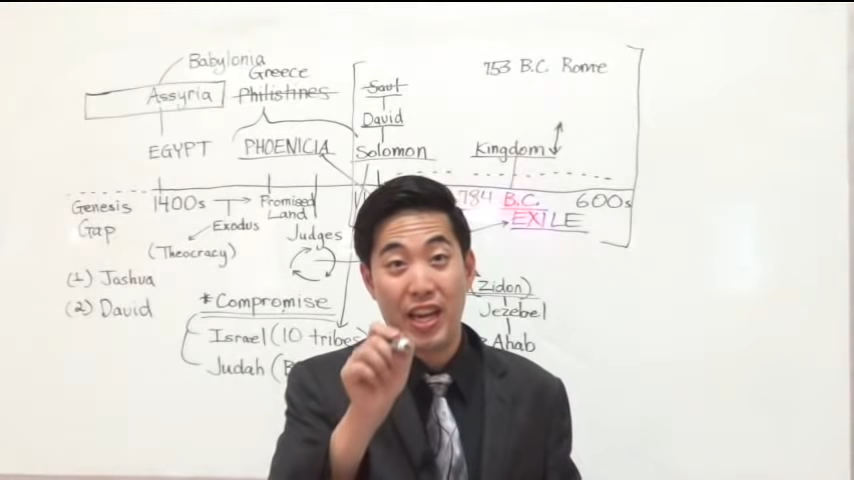 Babylonia
Greece
753 B.C. Rome
Assyria
Philistines
Saul
David
EGYPT
PHOENICIA
Solomon
Kingdom
Genesis
Gap
1400s
Promised
Land
784 B.C.
600s
EXILE
Exodus
Judges
(Theocracy)
(1) Jashua
(2) David
*Compromise
(Zidon)
Jezebel
Ahab
Israel (10 tribes
Judah (B